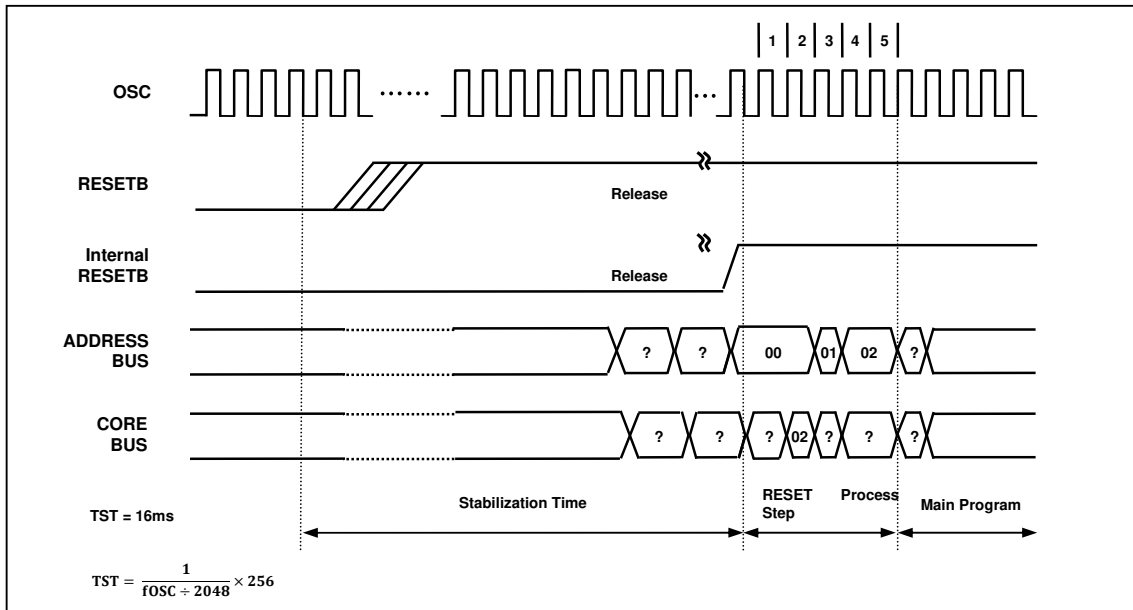 1 2 3 4 5
OSC
...... ...
RESETB
Release
Internal
RESETB
Release
ADDRESS
BUS
? ? 00 01 02 ?
CORE
BUS
? ? ? 02 ? ? ?
TST = 16ms
Stabilization Time
RESET Process
Step
Main Program
TST = 1 / fOSC ÷ 2048 × 256